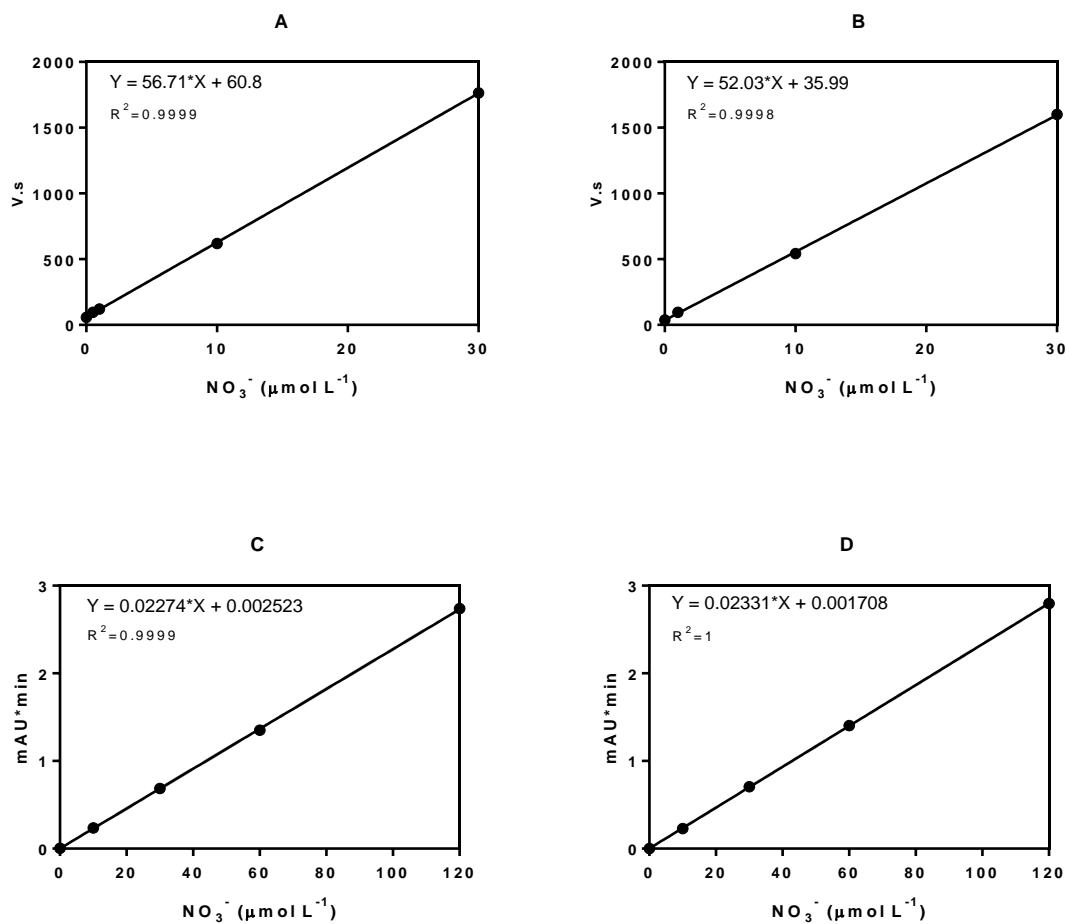 A
Y = 56.71*X + 60.8
R²=0.9999
2000
1500
1000
500
0
V.s
0 10 20 30
NO₃⁻ (μmol L⁻¹)
B
Y = 52.03*X + 35.99
R²=0.9998
2000
1500
1000
500
0
V.s
0 10 20 30
NO₃⁻ (μmol L⁻¹)
C
Y = 0.02274*X + 0.002523
R²=0.9999
3
2
1
0
mAU*min
0 20 40 60 80 100 120
NO₃⁻ (μmol L⁻¹)
D
Y = 0.02331*X + 0.001708
R²=1
3
2
1
0
mAU*min
0 20 40 60 80 100 120
NO₃⁻ (μmol L⁻¹)